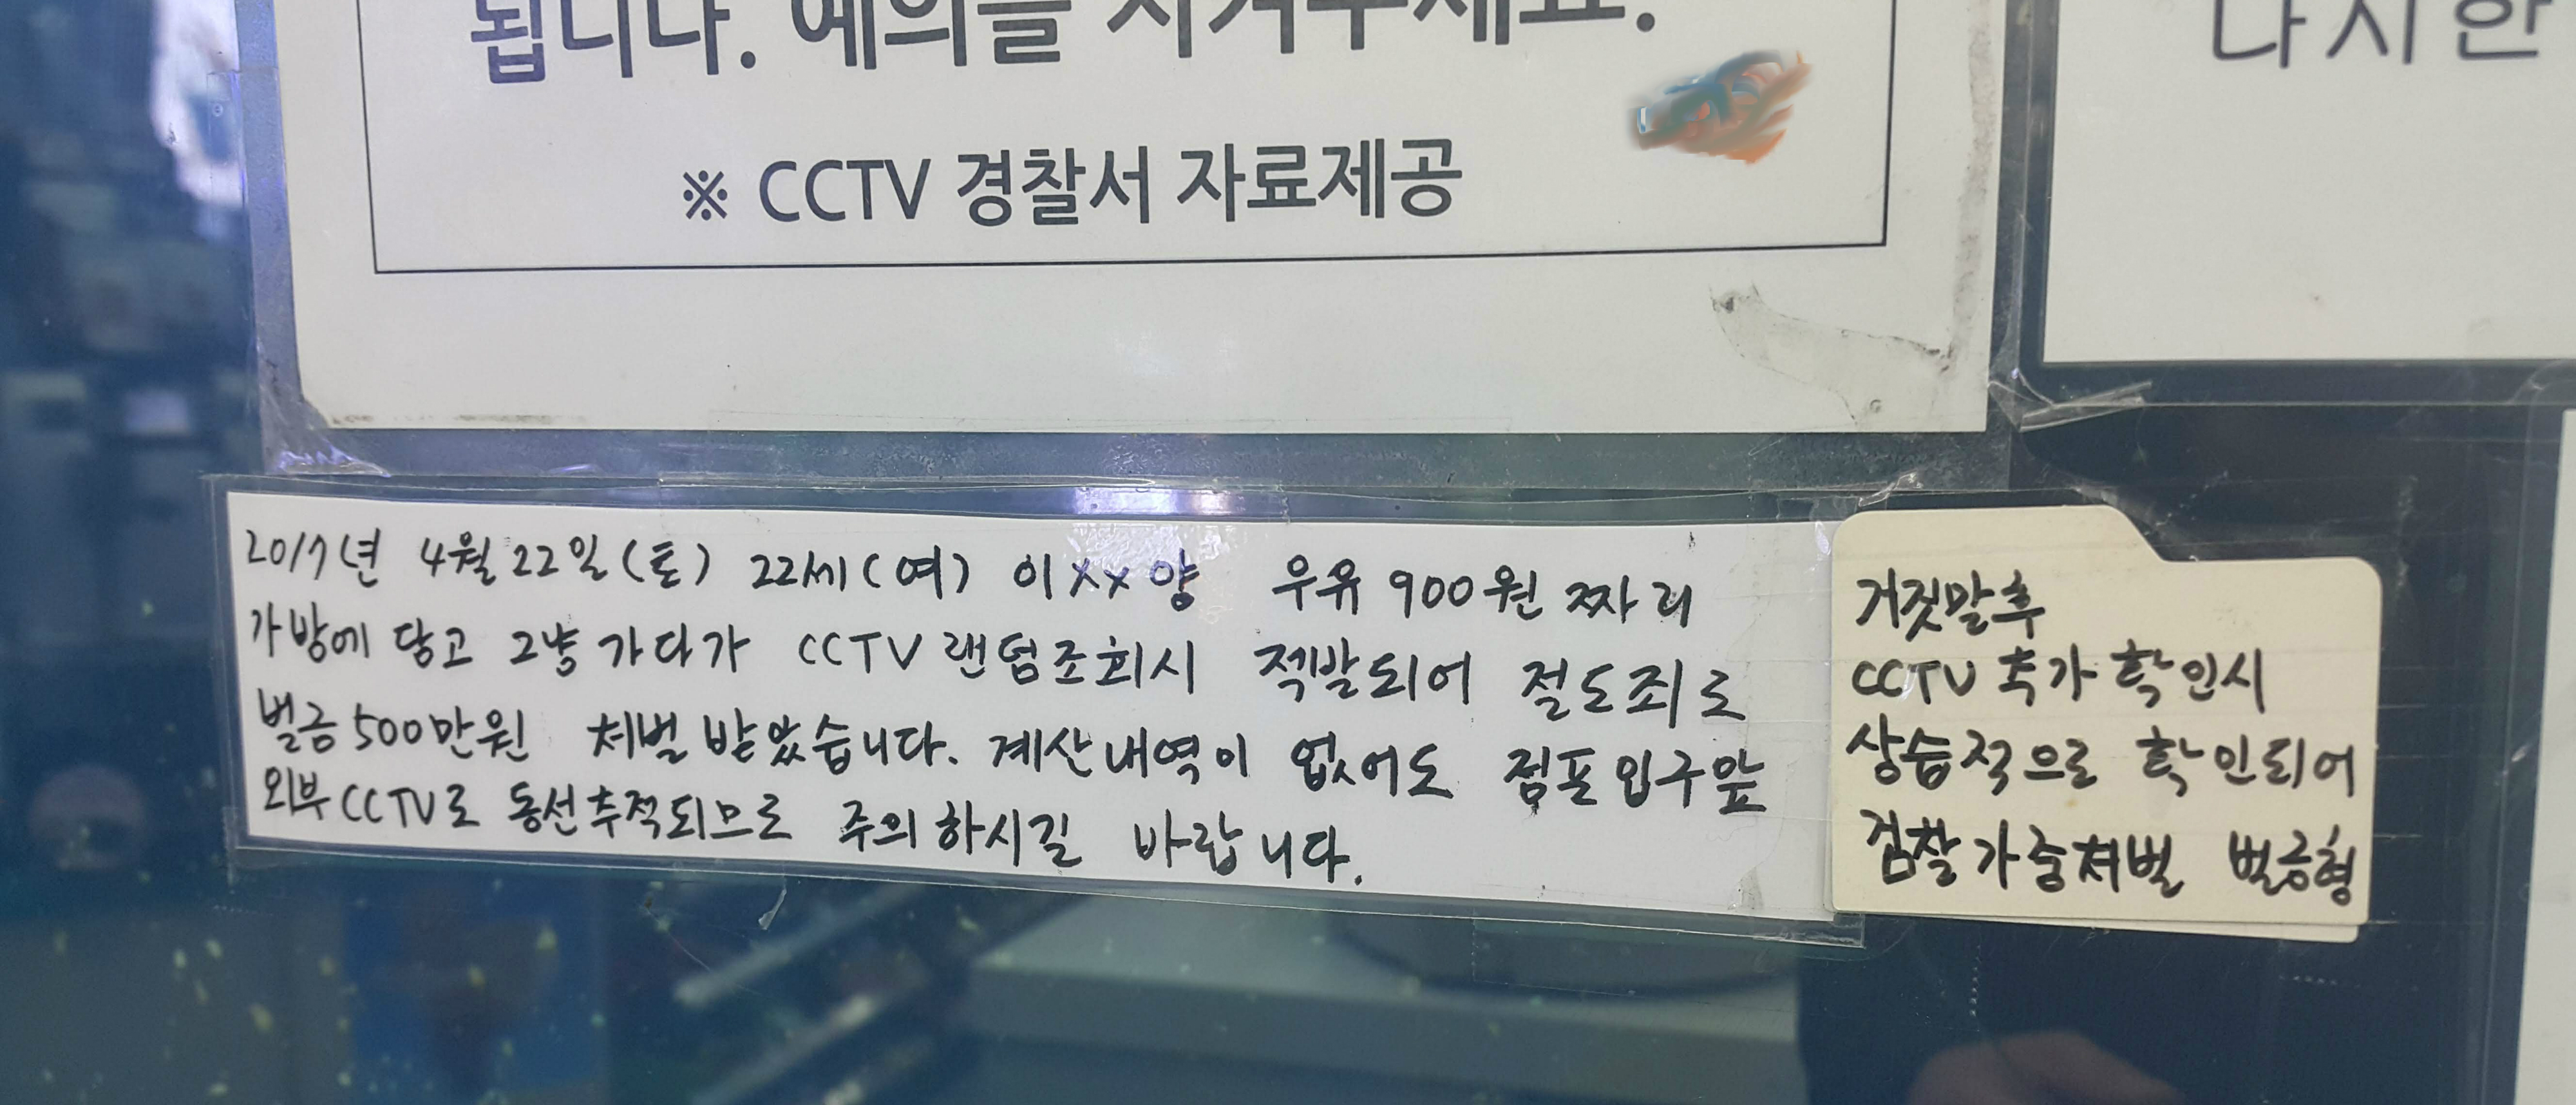 됩니다. 예의를 지켜주세요.
※ CCTV 경찰서 자료제공
다시한
2017년 4월 22일(토) 22세(여) 이xx양 우유 900원 짜리
가방에 담고 그냥 가다가 CCTV 랜덤조회시 젝발되어 절도죄로
벌금 500만원 처벌 받았습니다. 계산내역이 없어도 점포입구앞
외부 CCTV로 동선추적되므로 주의하시길 바랍니다.
거짓말후
CCTV 추가 확인시
상습적으로 확인되어
검찰가중처벌 벌금형